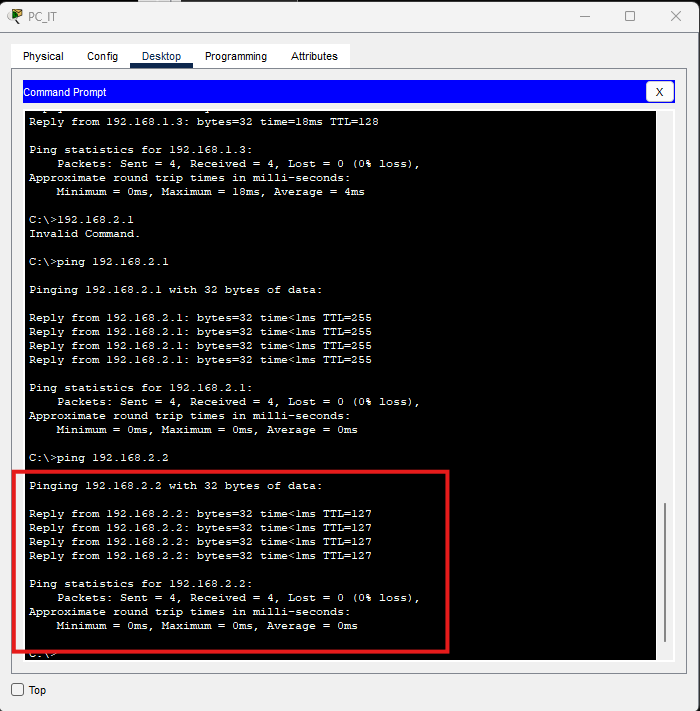 PC_IT
Physical Config Desktop Programming Attributes
Command Prompt X
Reply from 192.168.1.3: bytes=32 time=18ms TTL=128
Ping statistics for 192.168.1.3:
Packets: Sent = 4, Received = 4, Lost = 0 (0% loss),
Approximate round trip times in milli-seconds:
Minimum = 0ms, Maximum = 18ms, Average = 4ms
C:\>192.168.2.1
Invalid Command.
C:\>ping 192.168.2.1
Pinging 192.168.2.1 with 32 bytes of data:
Reply from 192.168.2.1: bytes=32 time<1ms TTL=255
Reply from 192.168.2.1: bytes=32 time<1ms TTL=255
Reply from 192.168.2.1: bytes=32 time<1ms TTL=255
Reply from 192.168.2.1: bytes=32 time<1ms TTL=255
Ping statistics for 192.168.2.1:
Packets: Sent = 4, Received = 4, Lost = 0 (0% loss),
Approximate round trip times in milli-seconds:
Minimum = 0ms, Maximum = 0ms, Average = 0ms
C:\>ping 192.168.2.2
Pinging 192.168.2.2 with 32 bytes of data:
Reply from 192.168.2.2: bytes=32 time<1ms TTL=127
Reply from 192.168.2.2: bytes=32 time<1ms TTL=127
Reply from 192.168.2.2: bytes=32 time<1ms TTL=127
Reply from 192.168.2.2: bytes=32 time<1ms TTL=127
Ping statistics for 192.168.2.2:
Packets: Sent = 4, Received = 4, Lost = 0 (0% loss),
Approximate round trip times in milli-seconds:
Minimum = 0ms, Maximum = 0ms, Average = 0ms
C:\>
Top